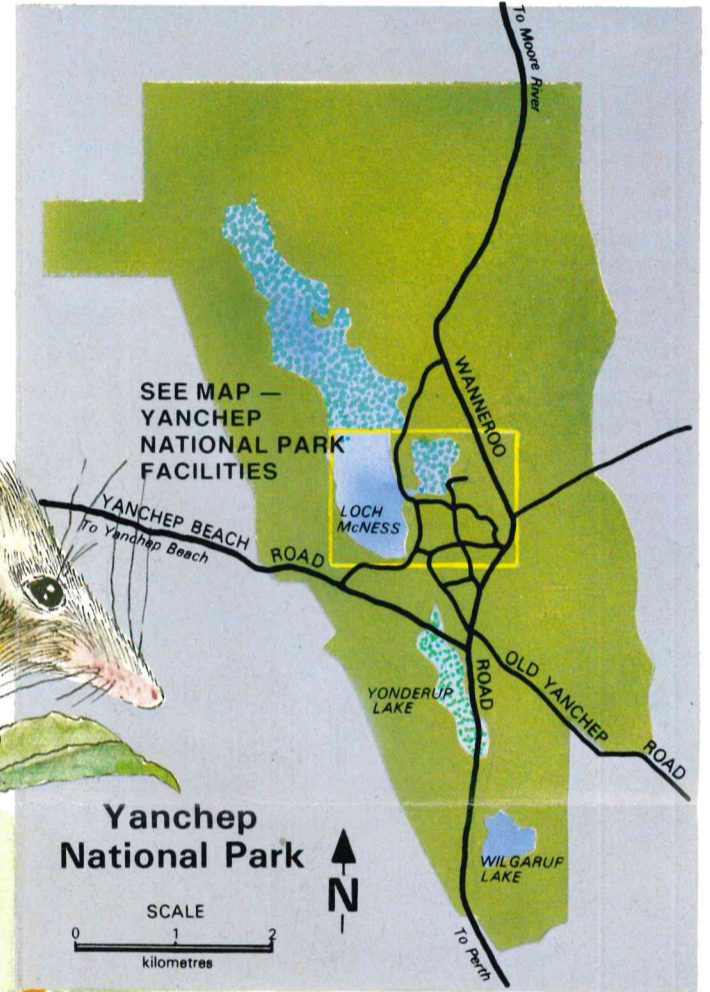 To Moore River
WANNEROO
SEE MAP —
YANCHEP
NATIONAL PARK
FACILITIES
LOCH
McNESS
YANCHEP BEACH
ROAD
To Yanchep Beach
OLD YANCHEP
ROAD
ROAD
YONDERUP
LAKE
Yanchep
National Park
N
WILGARUP
LAKE
SCALE
0 1 2
kilometres
To Perth